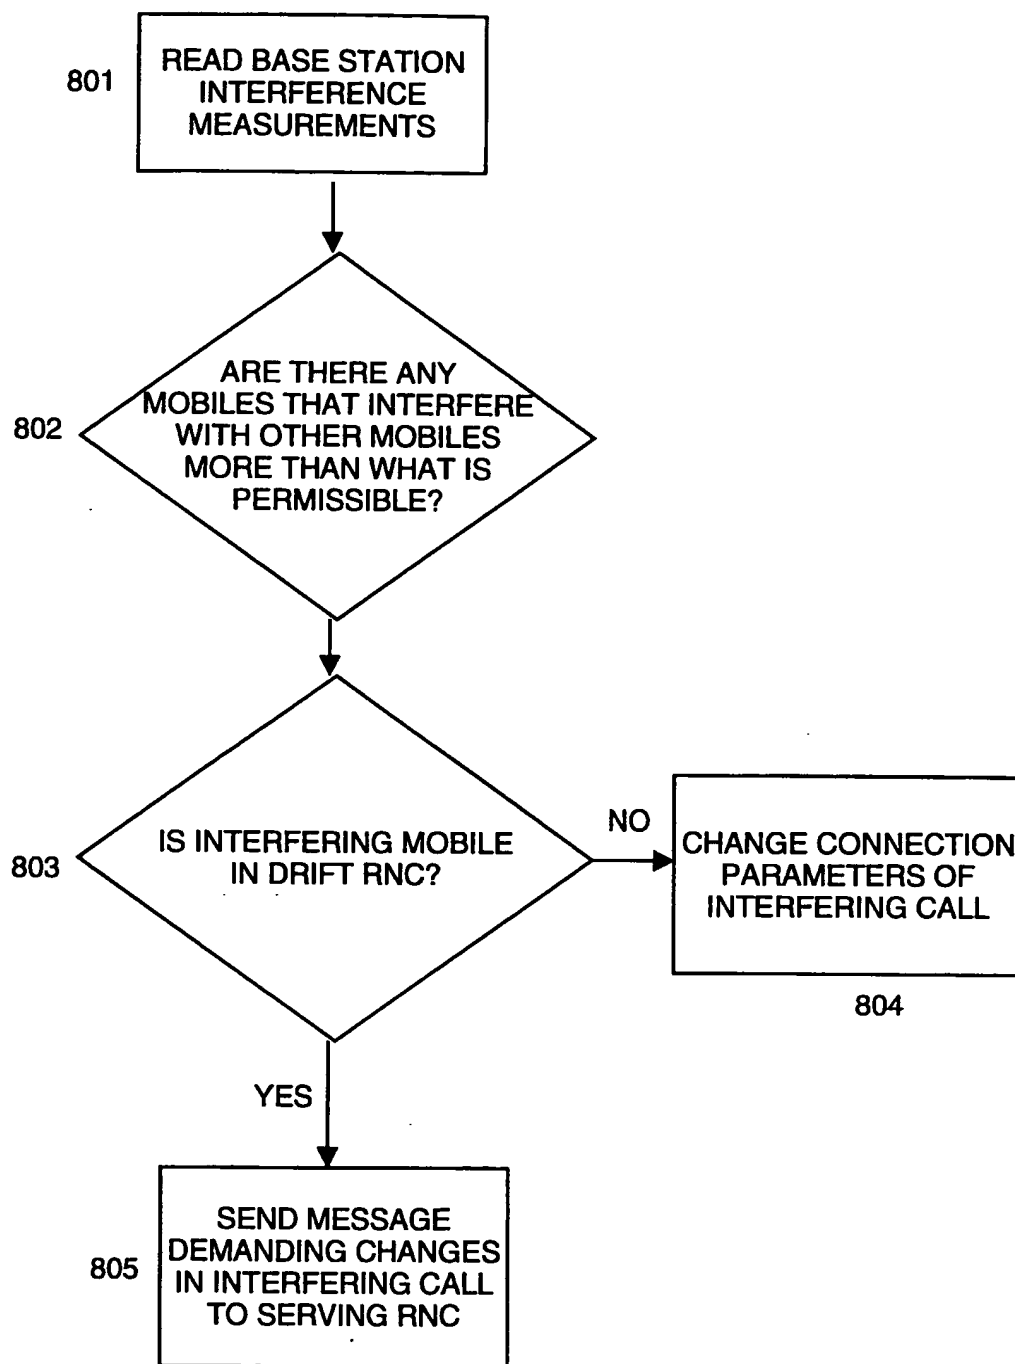 801
READ BASE STATION
INTERFERENCE
MEASUREMENTS
802
ARE THERE ANY
MOBILES THAT INTERFERE
WITH OTHER MOBILES
MORE THAN WHAT IS
PERMISSIBLE?
803
IS INTERFERING MOBILE
IN DRIFT RNC?
NO
CHANGE CONNECTION
PARAMETERS OF
INTERFERING CALL
804
YES
805
SEND MESSAGE
DEMANDING CHANGES
IN INTERFERING CALL
TO SERVING RNC